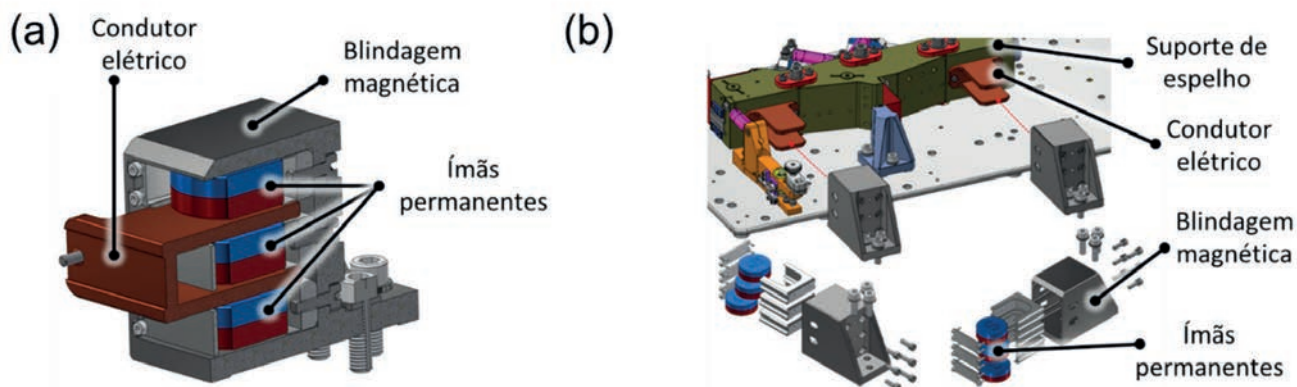 (a)
Condutor
elétrico
Blindagem
magnética
Ímãs
permanentes
(b)
Suporte de
espelho
Condutor
elétrico
Blindagem
magnética
Ímãs
permanentes